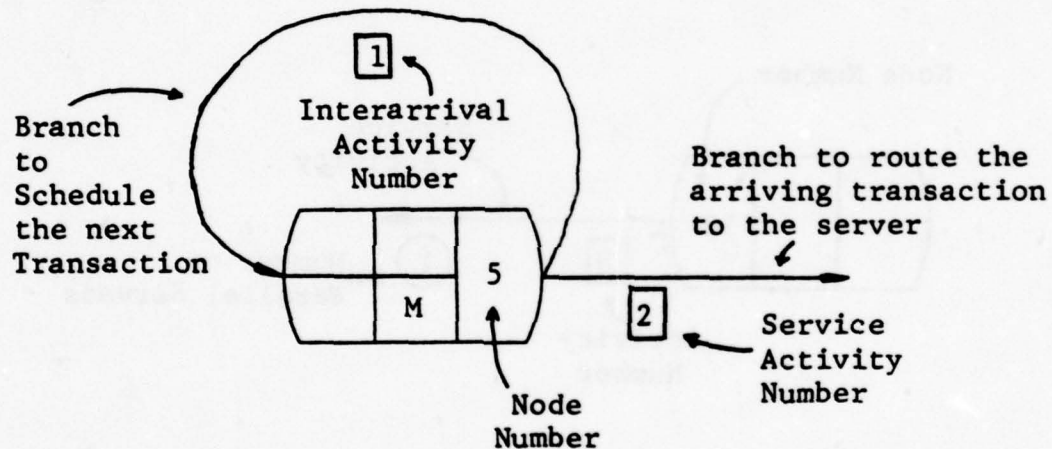 1
Interarrival
Activity
Number
Branch
to
Schedule
the next
Transaction
Branch to route the
arriving transaction
to the server
5
M
2
Service
Activity
Number
Node
Number